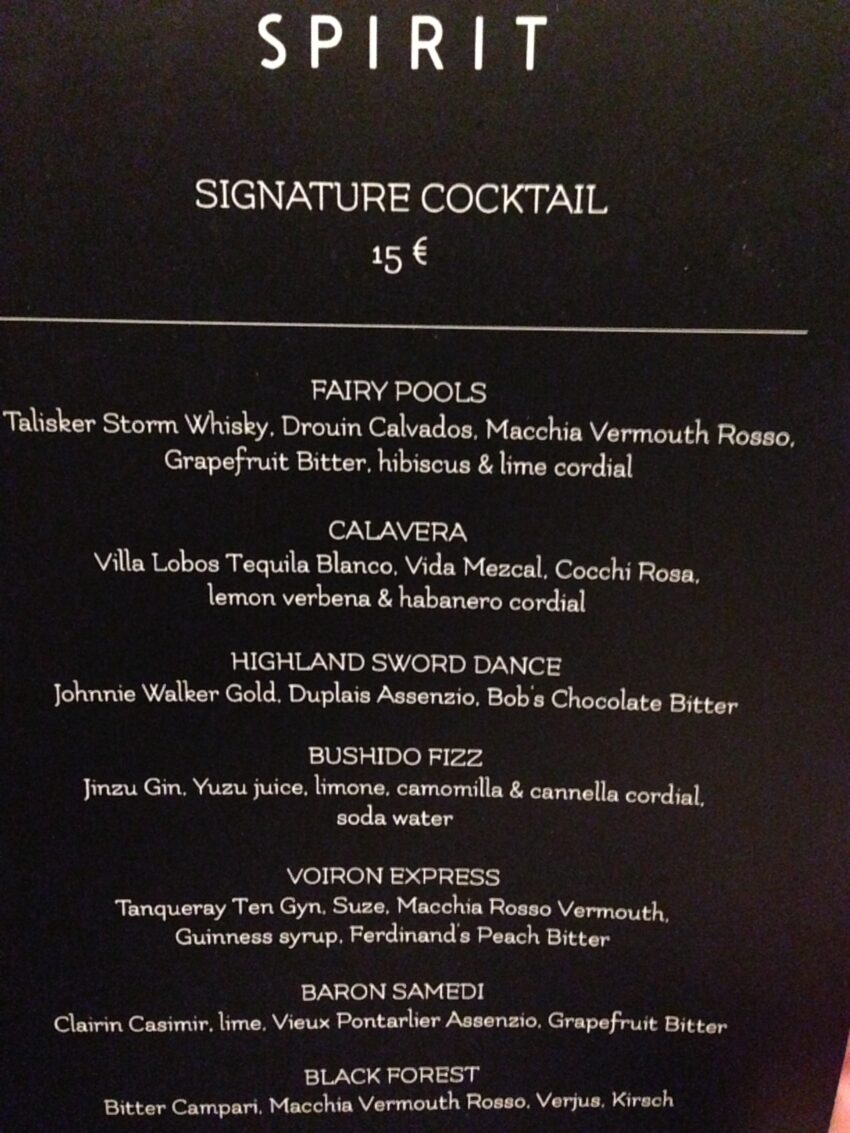 SPIRIT
SIGNATURE COCKTAIL
15 €
FAIRY POOLS
Talisker Storm Whisky, Drouin Calvados, Macchia Vermouth Rosso,
Grapefruit Bitter, hibiscus & lime cordial
CALAVERA
Villa Lobos Tequila Blanco, Vida Mezcal, Cocchi Rosa,
lemon verbena & habanero cordial
HIGHLAND SWORD DANCE
Johnnie Walker Gold, Duplais Assenzio, Bob's Chocolate Bitter
BUSHIDO FIZZ
Jinzu Gin, Yuzu juice, limone, camomilla & cannella cordial,
soda water
VOIRON EXPRESS
Tanqueray Ten Gyn, Suze, Macchia Rosso Vermouth,
Guinness syrup, Ferdinand's Peach Bitter
BARON SAMEDI
Clairin Casimir, lime, Vieux Pontarlier Assenzio, Grapefruit Bitter
BLACK FOREST
Bitter Campari, Macchia Vermouth Rosso, Verjus, Kirsch